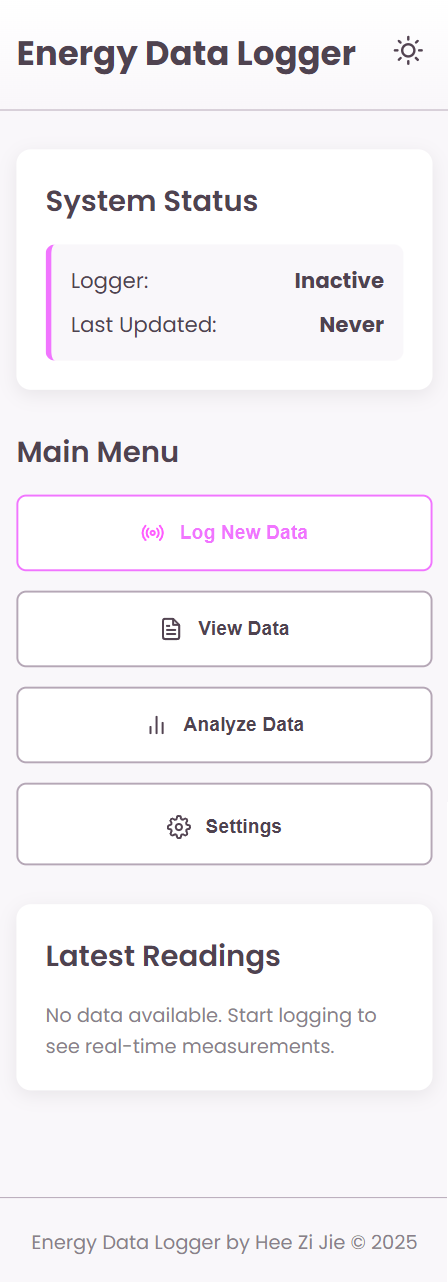 Energy Data Logger
System Status
Logger: Inactive
Last Updated: Never
Main Menu
Log New Data
View Data
Analyze Data
Settings
Latest Readings
No data available. Start logging to
see real-time measurements.
Energy Data Logger by Hee Zi Jie © 2025